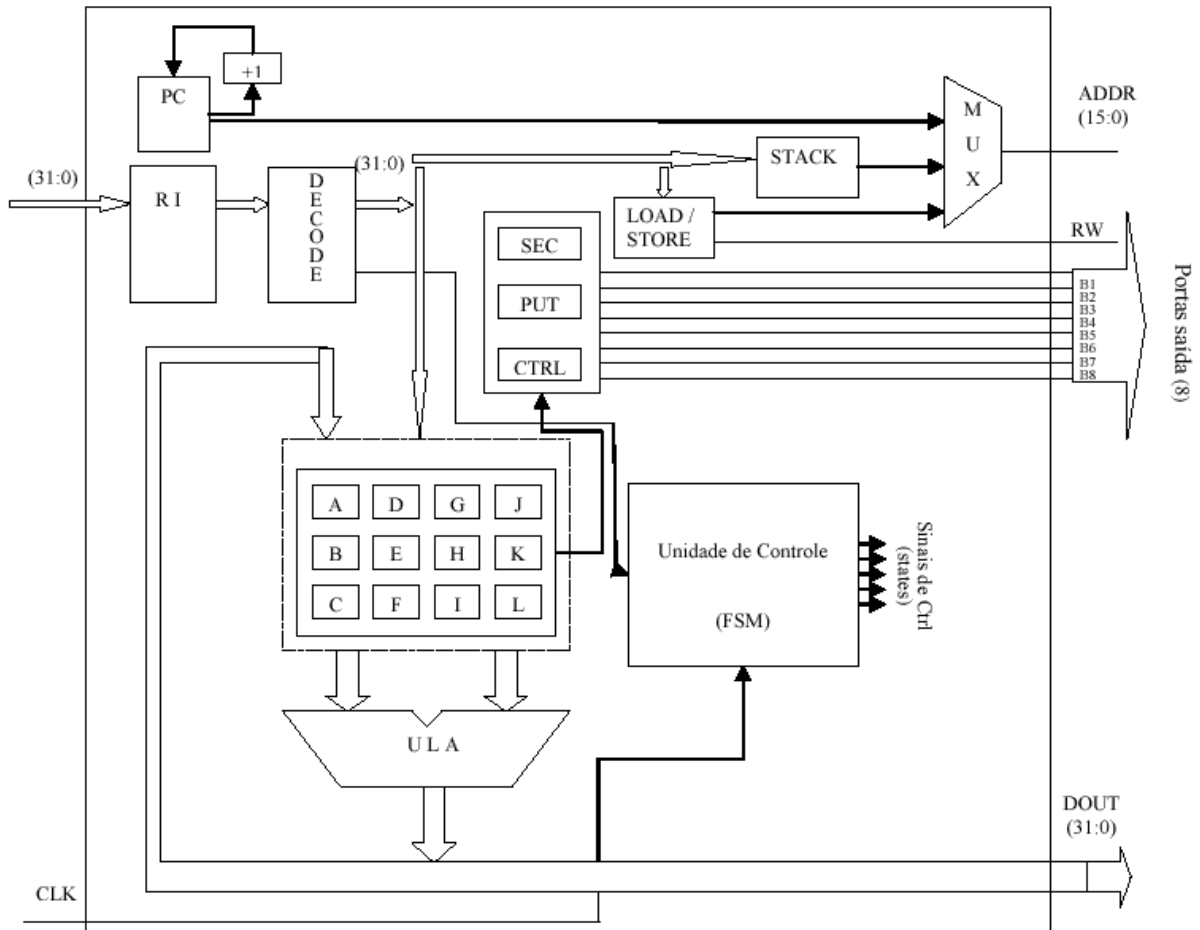 +1
PC
M
U
X
ADDR
(15:0)
(31:0)
R I
D
E
C
O
D
E
(31:0)
STACK
LOAD /
STORE
RW
SEC
PUT
CTRL
B1
B2
B3
B4
B5
B6
B7
B8
Portas saída (8)
A D G J
B E H K
C F I L
Unidade de Controle
(FSM)
Sinais de Ctrl
(states)
U L A
DOUT
(31:0)
CLK